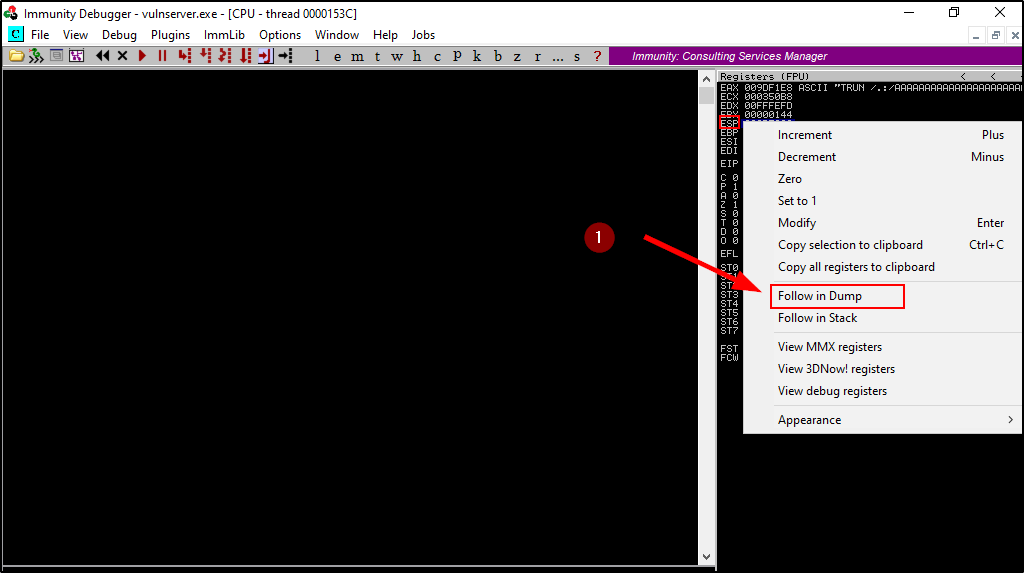 Immunity Debugger - vulnserver.exe - [CPU - thread 0000153C]
C File View Debug Plugins ImmLib Options Window Help Jobs
l e m t w h c p k b z r ... s ? Immunity: Consulting Services Manager
Registers (FPU) < <
EAX 009DF1E8 ASCII "TRUN /.:/AAAAAAAAAAAAAAAAAAAAA
ECX 000350B8
EDX 00FFFEFD
EBX 00000144
ESP
EBP
ESI
EDI
EIP
C 0
P 1
A 0
Z 1
S 0
T 0
D 0
O 0
EFL
ST0
ST1
ST2
ST3
ST4
ST5
ST6
ST7
FST
FCW
Increment Plus
Decrement Minus
Zero
Set to 1
Modify Enter
Copy selection to clipboard Ctrl+C
Copy all registers to clipboard
Follow in Dump
Follow in Stack
View MMX registers
View 3DNow! registers
View debug registers
Appearance >
1